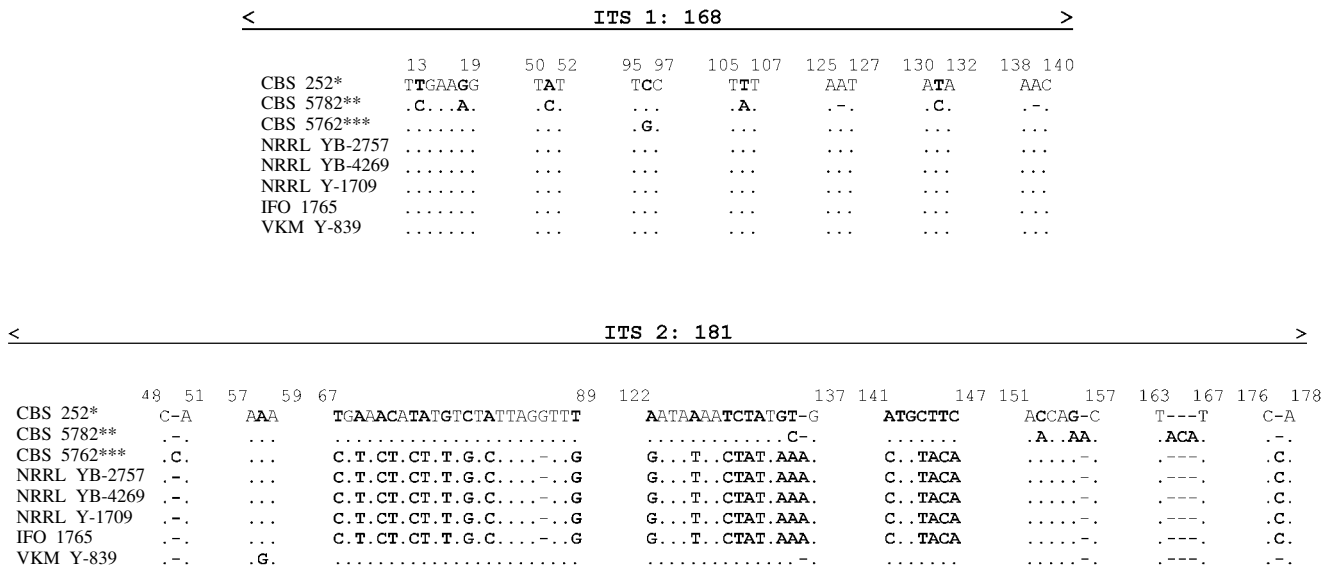 < ITS 1: 168 >
13 19 50 52 95 97 105 107 125 127 130 132 138 140
CBS 252* TTGAAGG TAT TCC TTT AAT ATA AAC
CBS 5782** .C...A. .C. ... .A. .-. .C. .-.
CBS 5762*** ....... ... .G. ... ... ... ...
NRRL YB-2757 ....... ... ... ... ... ... ...
NRRL YB-4269 ....... ... ... ... ... ... ...
NRRL Y-1709 ....... ... ... ... ... ... ...
IFO 1765 ....... ... ... ... ... ... ...
VKM Y-839 ....... ... ... ... ... ... ...
< ITS 2: 181 >
48 51 57 59 67 89 122 137 141 147 151 157 163 167 176 178
CBS 252* C-A AAA TGAAACATATGTCTATTAGGTTTT AATAAAATCTATGT-G ATGCTTC ACCAG-C T---T C-A
CBS 5782** .-. ... ....................... .............C-. ....... .A..AA. .ACA. .-.
CBS 5762*** .C. ... C.T.CT.CT.T.G.C....-..G G...T..CTAT.AAA. C..TACA .....-. .---. .C.
NRRL YB-2757 .-. ... C.T.CT.CT.T.G.C....-..G G...T..CTAT.AAA. C..TACA .....-. .---. .C.
NRRL YB-4269 .-. ... C.T.CT.CT.T.G.C....-..G G...T..CTAT.AAA. C..TACA .....-. .---. .C.
NRRL Y-1709 .-. ... C.T.CT.CT.T.G.C....-..G G...T..CTAT.AAA. C..TACA .....-. .---. .C.
IFO 1765 .-. ... C.T.CT.CT.T.G.C....-..G G...T..CTAT.AAA. C..TACA .....-. .---. .C.
VKM Y-839 .-. .G. ....................... ..............-. ....... .....-. .---. .-.